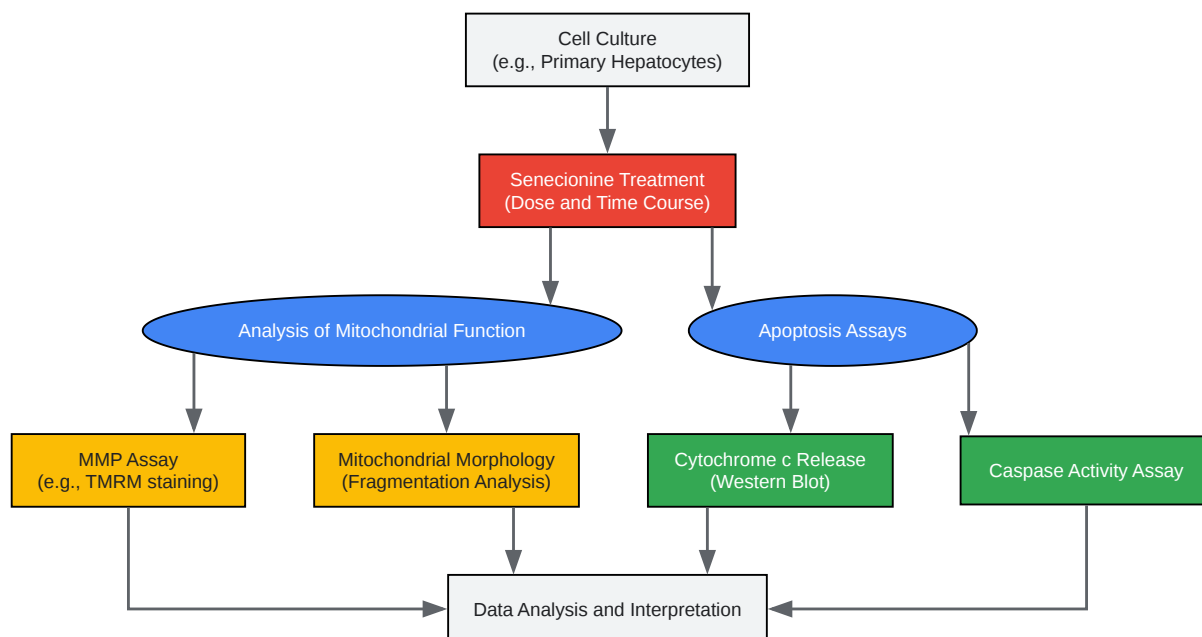 Cell Culture
(e.g., Primary Hepatocytes)
Senecionine Treatment
(Dose and Time Course)
Analysis of Mitochondrial Function
Apoptosis Assays
MMP Assay
(e.g., TMRM staining)
Mitochondrial Morphology
(Fragmentation Analysis)
Cytochrome c Release
(Western Blot)
Caspase Activity Assay
Data Analysis and Interpretation